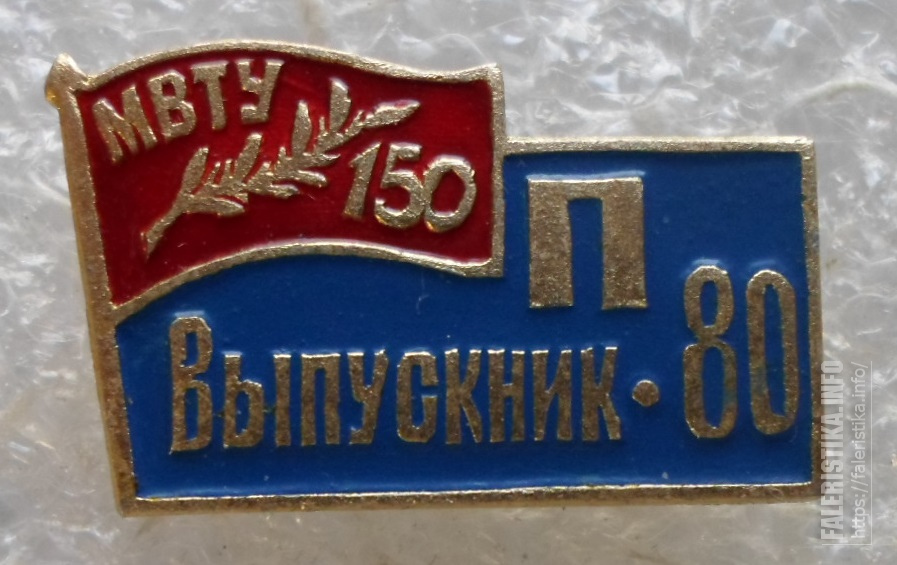 МВТУ
150
П
Выпускник · 80
FALERISTIKA.INFO
https://faleristika.info/